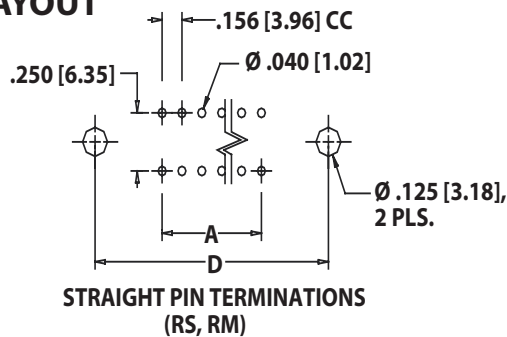 .156 [3.96] CC
.250 [6.35]
Ø .040 [1.02]
Ø .125 [3.18],
2 PLS.
A
D
STRAIGHT PIN TERMINATIONS
(RS, RM)